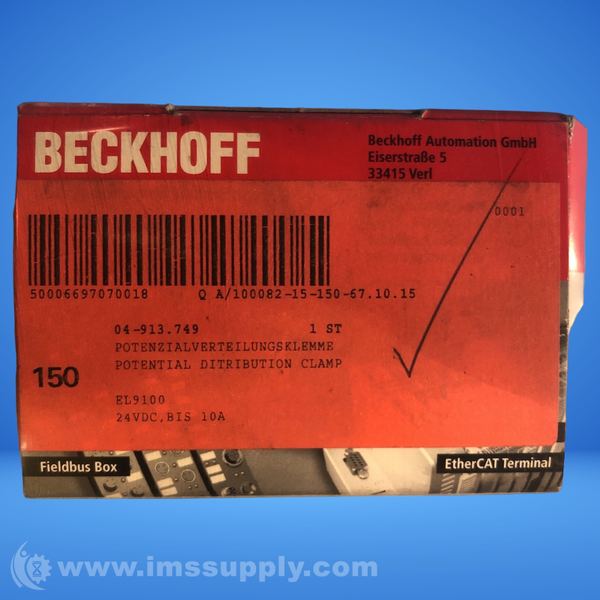 BECKHOFF
Beckhoff Automation GmbH
Eiserstraße 5
33415 Verl
0001
50006697070018 Q A/100082-15-150-67.10.15
04-913.749 1 ST
POTENZIALVERTEILUNGSKLEMME
POTENTIAL DITRIBUTION CLAMP
150
EL9100
24VDC,BIS 10A
Fieldbus Box
EtherCAT Terminal
www.imssupply.com